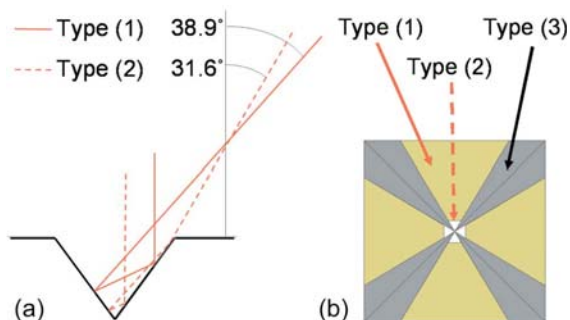 Type (1) 38.9°
Type (2) 31.6°
(a)
Type (1)
Type (3)
Type (2)
(b)